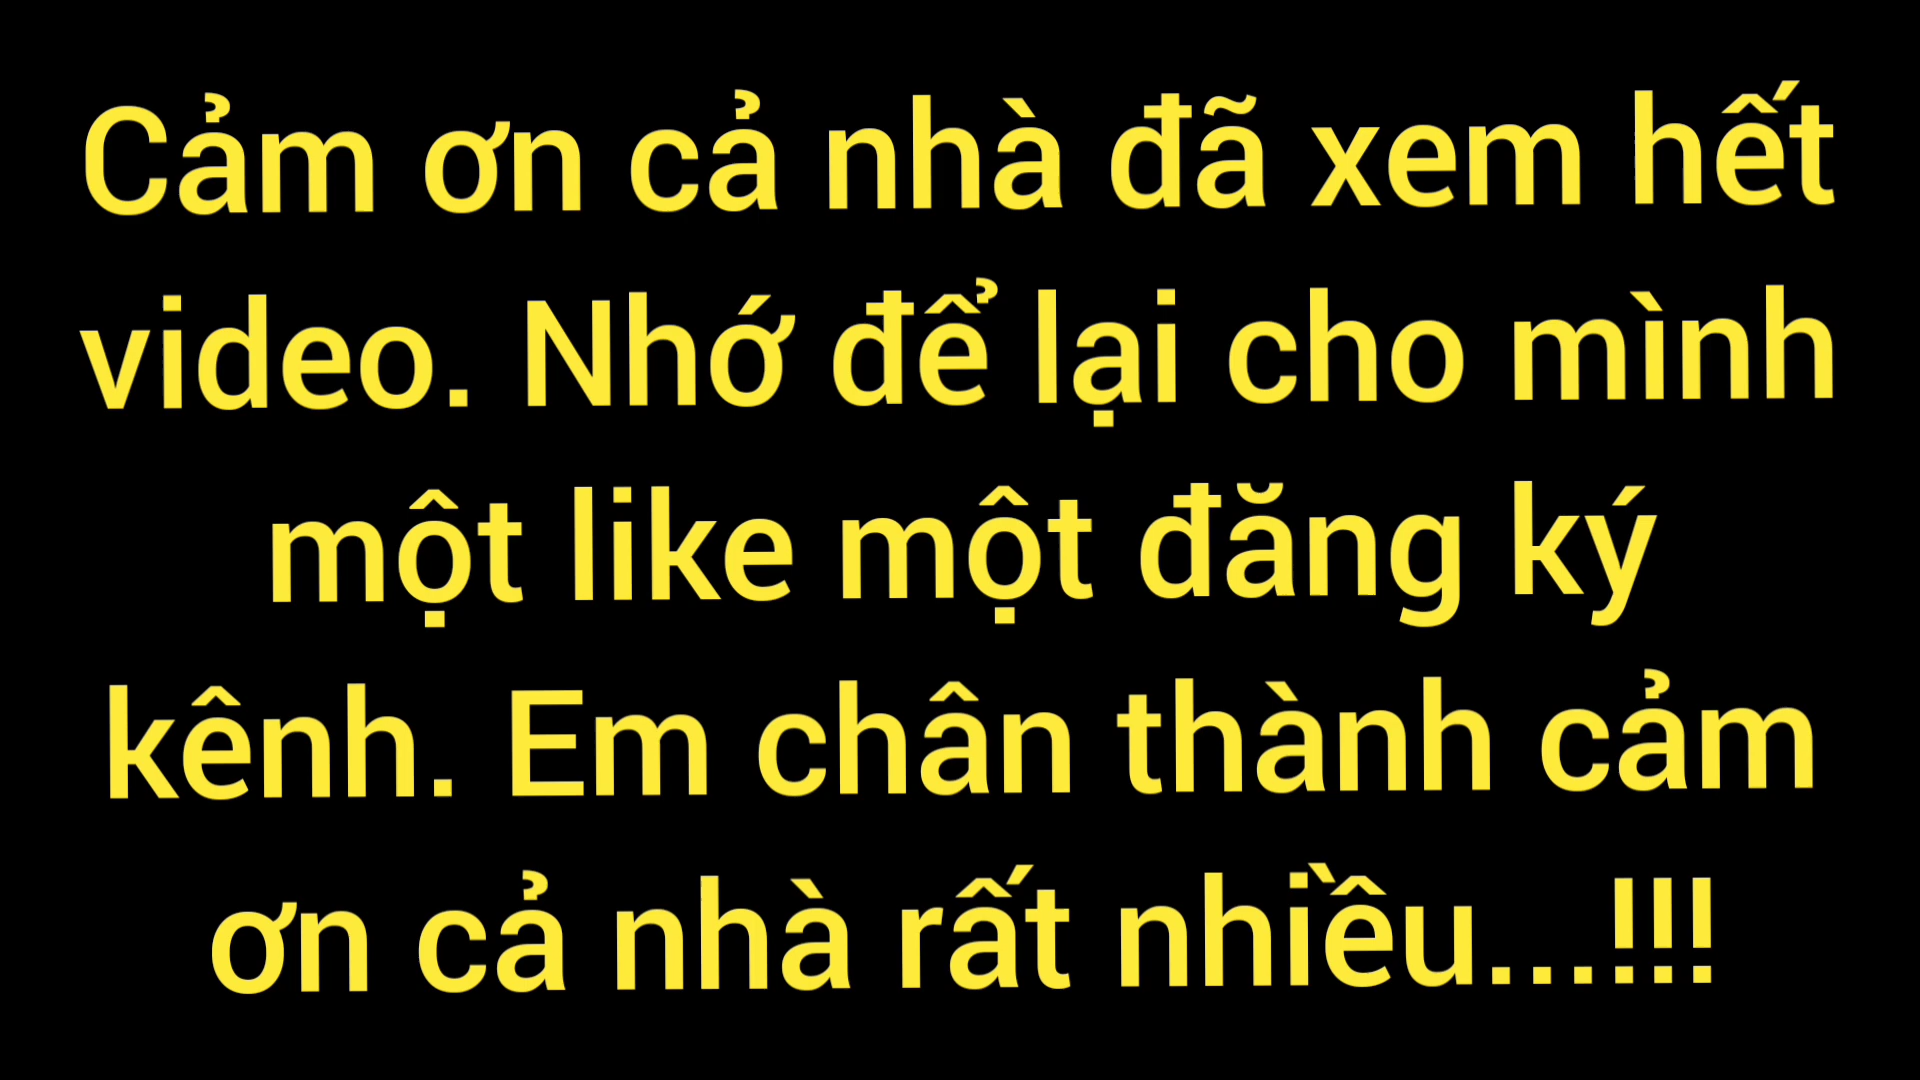 Cảm ơn cả nhà đã xem hết
video. Nhớ để lại cho mình
một like một đăng ký
kênh. Em chân thành cảm
ơn cả nhà rất nhiều...!!!